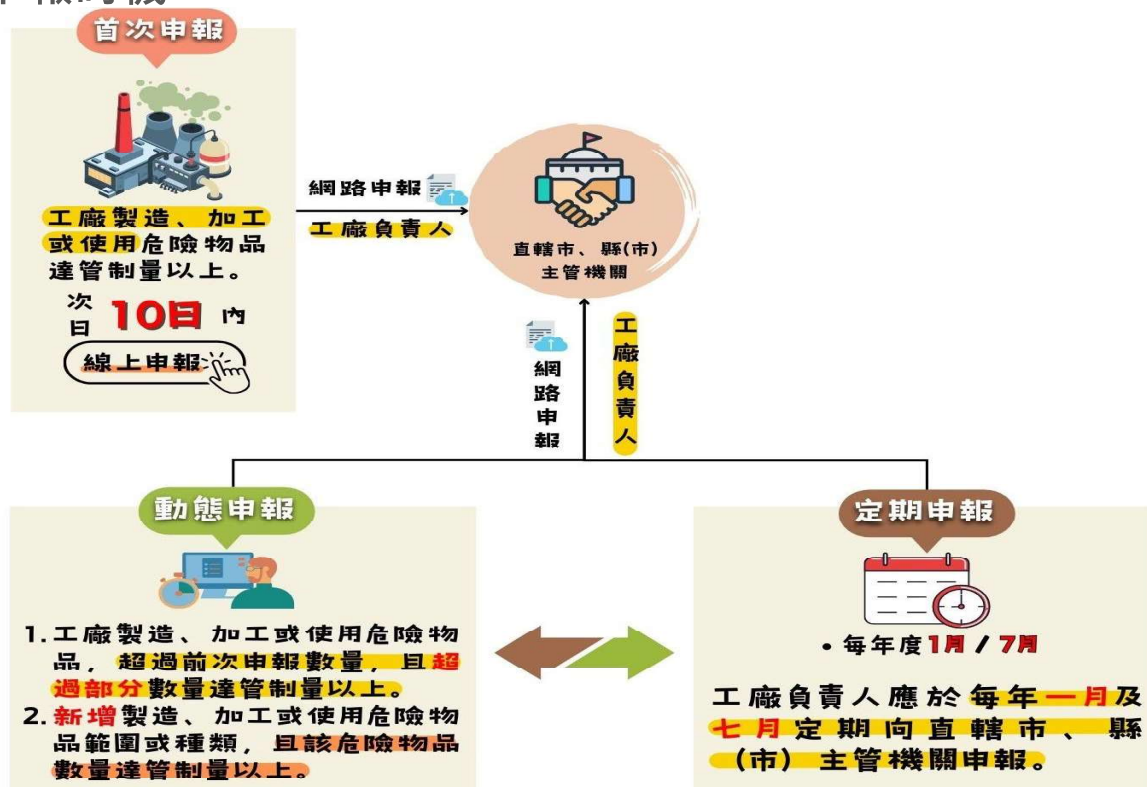 首次申報
工廠製造、加工
或使用危險物品
達管制量以上。
次日 10日 內
線上申報
網路申報
工廠負責人
直轄市、縣(市)
主管機關
網路申報
工廠負責人
動態申報
1.工廠製造、加工或使用危險物
品，超過前次申報數量，且超
過部分數量達管制量以上。
2.新增製造、加工或使用危險物
品範圍或種類，且該危險物品
數量達管制量以上。
定期申報
•每年度1月/7月
工廠負責人應於每年一月及
七月定期向直轄市、縣
（市）主管機關申報。